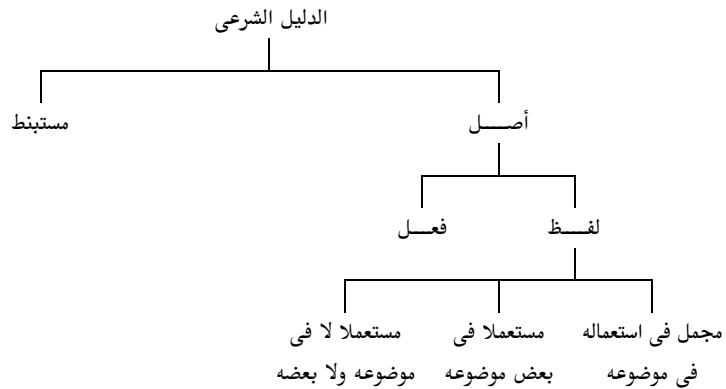 الدليل الشرعى
أصـــل
مستبنط
لفـــظ
فعـــل
مجمل فى استعماله
فى موضوعه
مستعملا فى
بعض موضوعه
مستعملا لا فى
موضوعه ولا بعضه